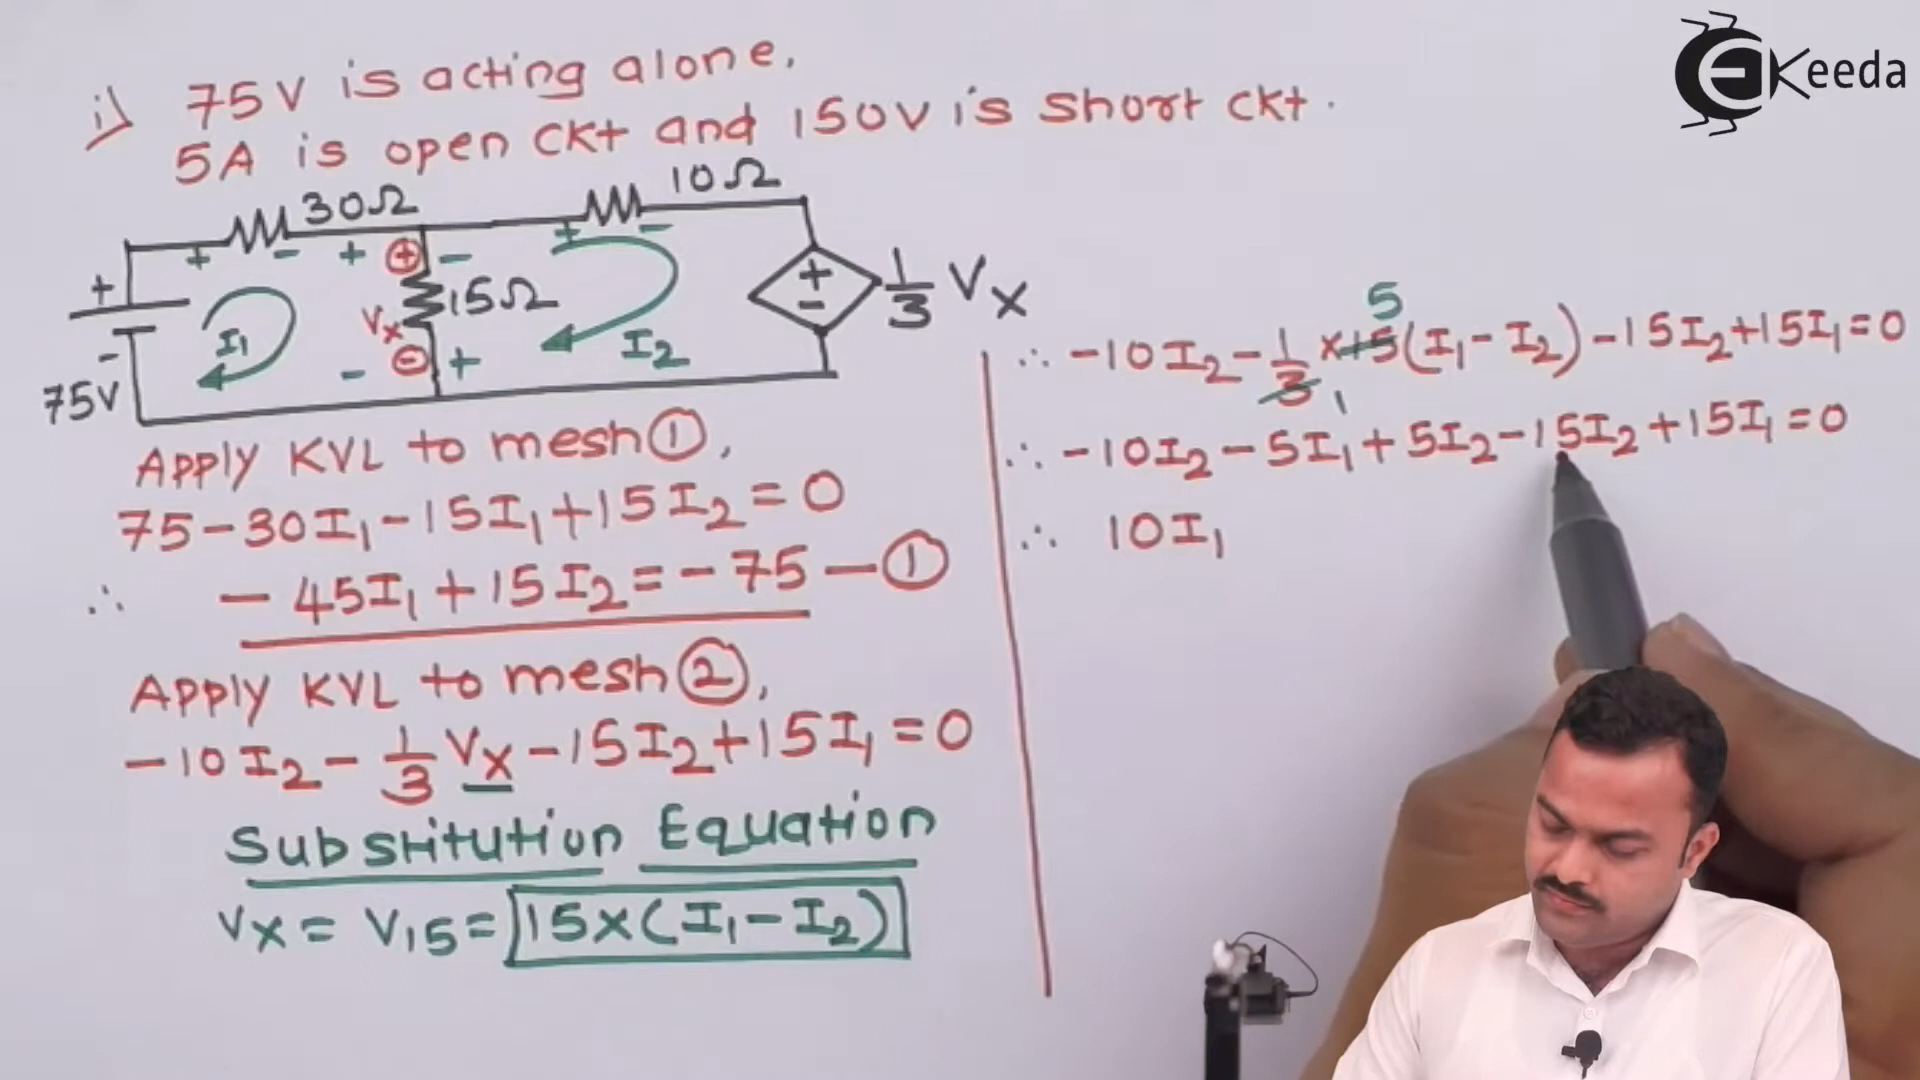 i) 75V is acting alone.
5A is open ckt and 150V is short ckt.
EKeeda
30Ω
10Ω
+ - + + - + -
+ - 75V
I₁
Vx
15Ω
- - +
I₂
+ - 1/3 Vx
Apply KVL to mesh ①,
75-30I₁-15I₁+15I₂=0
∴ -45I₁+15I₂=-75-①
Apply KVL to mesh ②,
-10I₂-1/3 Vx-15I₂+15I₁=0
Substitution Equation
Vx = V15 = 15x(I₁-I₂)
5
∴ -10I₂-1/3x15(I₁-I₂)-15I₂+15I₁=0
1
∴ -10I₂-5I₁+5I₂-15I₂+15I₁=0
∴ 10I₁